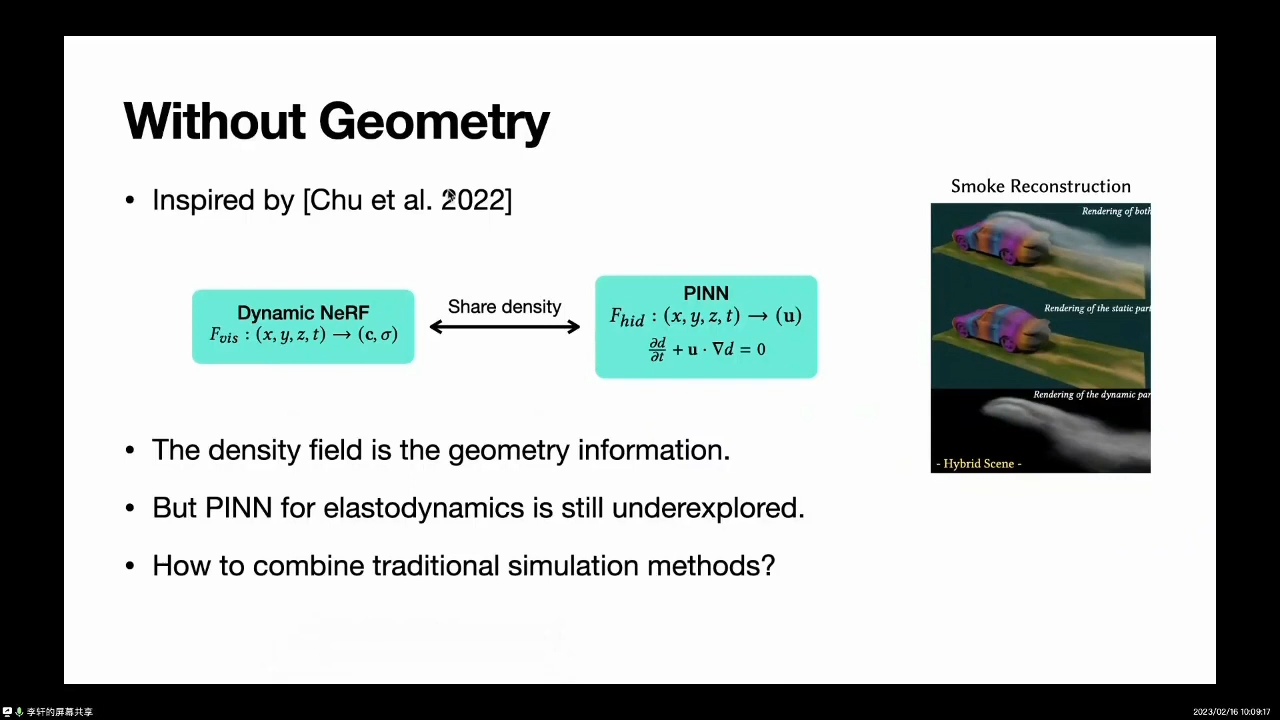 Without Geometry
• Inspired by [Chu et al. 2022]
Smoke Reconstruction
Rendering of both
Rendering of the static part
Rendering of the dynamic par
- Hybrid Scene -
Dynamic NeRF
F_vis : (x, y, z, t) → (c, σ)
Share density
PINN
F_hid : (x, y, z, t) → (u)
∂d/∂t + u · ∇d = 0
• The density field is the geometry information.
• But PINN for elastodynamics is still underexplored.
• How to combine traditional simulation methods?
李轩的屏幕共享
2023/02/16 10:09:17